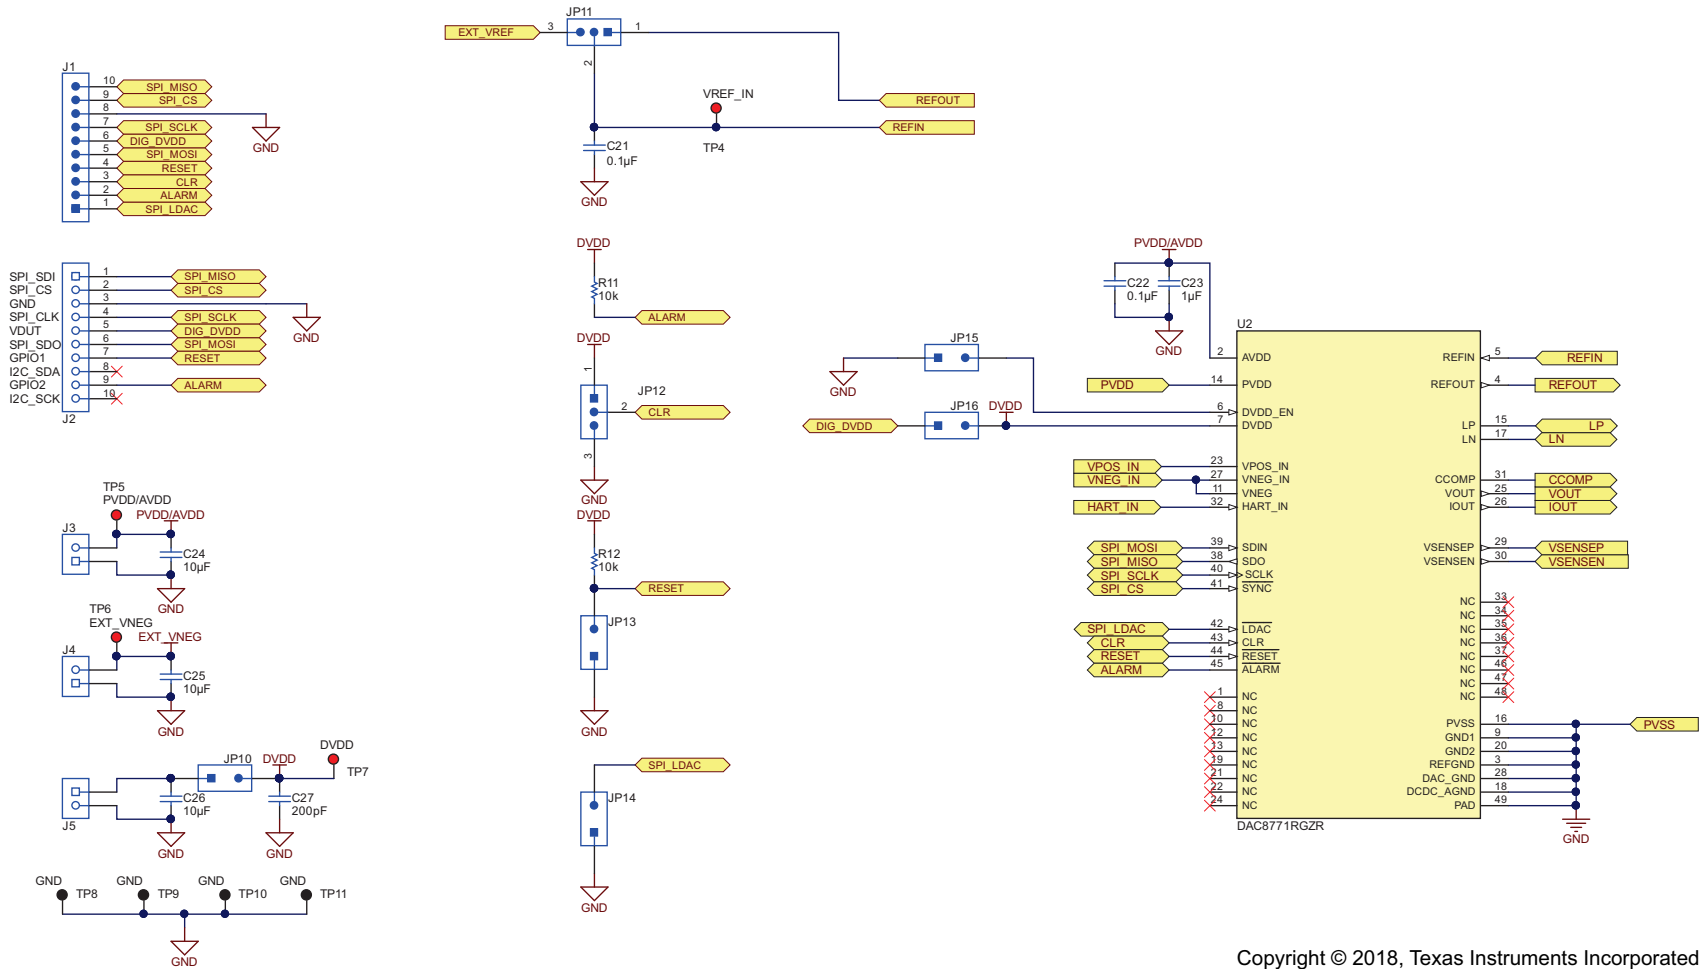 J1
10 SPI_MISO
9 SPI_CS
8
7 SPI_SCLK
6 DIG_DVDD
5 SPI_MOSI
4 RESET
3 CLR
2 ALARM
1 SPI_LDAC
GND
SPI_SDI 1 SPI_MISO
SPI_CS 2 SPI_CS
GND 3
SPI_CLK 4 SPI_SCLK
VDUT 5 DIG_DVDD
SPI_SDO 6 SPI_MOSI
GPIO1 7 RESET
I2C_SDA 8
GPIO2 9 ALARM
I2C_SCK 10
J2
GND
TP5
PVDD/AVDD
PVDD/AVDD
J3
C24
10µF
GND
TP6
EXT_VNEG
EXT_VNEG
J4
C25
10µF
GND
DVDD
TP7
JP10
DVDD
J5
C26
10µF
C27
200pF
GND
GND
GND TP8
GND TP9
GND TP10
GND TP11
GND
JP11
EXT_VREF 3
1
2
VREF_IN
TP4
REFOUT
REFIN
C21
0.1µF
GND
DVDD
R11
10k
ALARM
DVDD
1
JP12
2 CLR
3
GND
DVDD
R12
10k
RESET
JP13
GND
SPI_LDAC
JP14
GND
PVDD/AVDD
C22
0.1µF
C23
1µF
GND
JP15
GND
JP16
DVDD
DIG_DVDD
U2
2 AVDD
PVDD 14 PVDD
6 DVDD_EN
7 DVDD
VPOS_IN 23 VPOS_IN
VNEG_IN 27 VNEG_IN
11 VNEG
HART_IN 32 HART_IN
SPI_MOSI 39 SDIN
SPI_MISO 38 SDO
SPI_SCLK 40 SCLK
SPI_CS 41 SYNC
SPI_LDAC 42 LDAC
CLR 43 CLR
RESET 44 RESET
ALARM 45 ALARM
1 NC
8 NC
10 NC
12 NC
13 NC
19 NC
21 NC
22 NC
24 NC
REFIN 5 REFIN
REFOUT 4 REFOUT
LP 15 LP
LN 17 LN
CCOMP 31 CCOMP
VOUT 25 VOUT
IOUT 26 IOUT
VSENSEP 29 VSENSEP
VSENSEN 30 VSENSEN
NC 33
NC 34
NC 35
NC 36
NC 37
NC 46
NC 47
NC 48
PVSS 16 PVSS
GND1 9
GND2 20
REFGND 3
DAC_GND 28
DCDC_AGND 18
PAD 49
GND
DAC8771RGZR
Copyright © 2018, Texas Instruments Incorporated